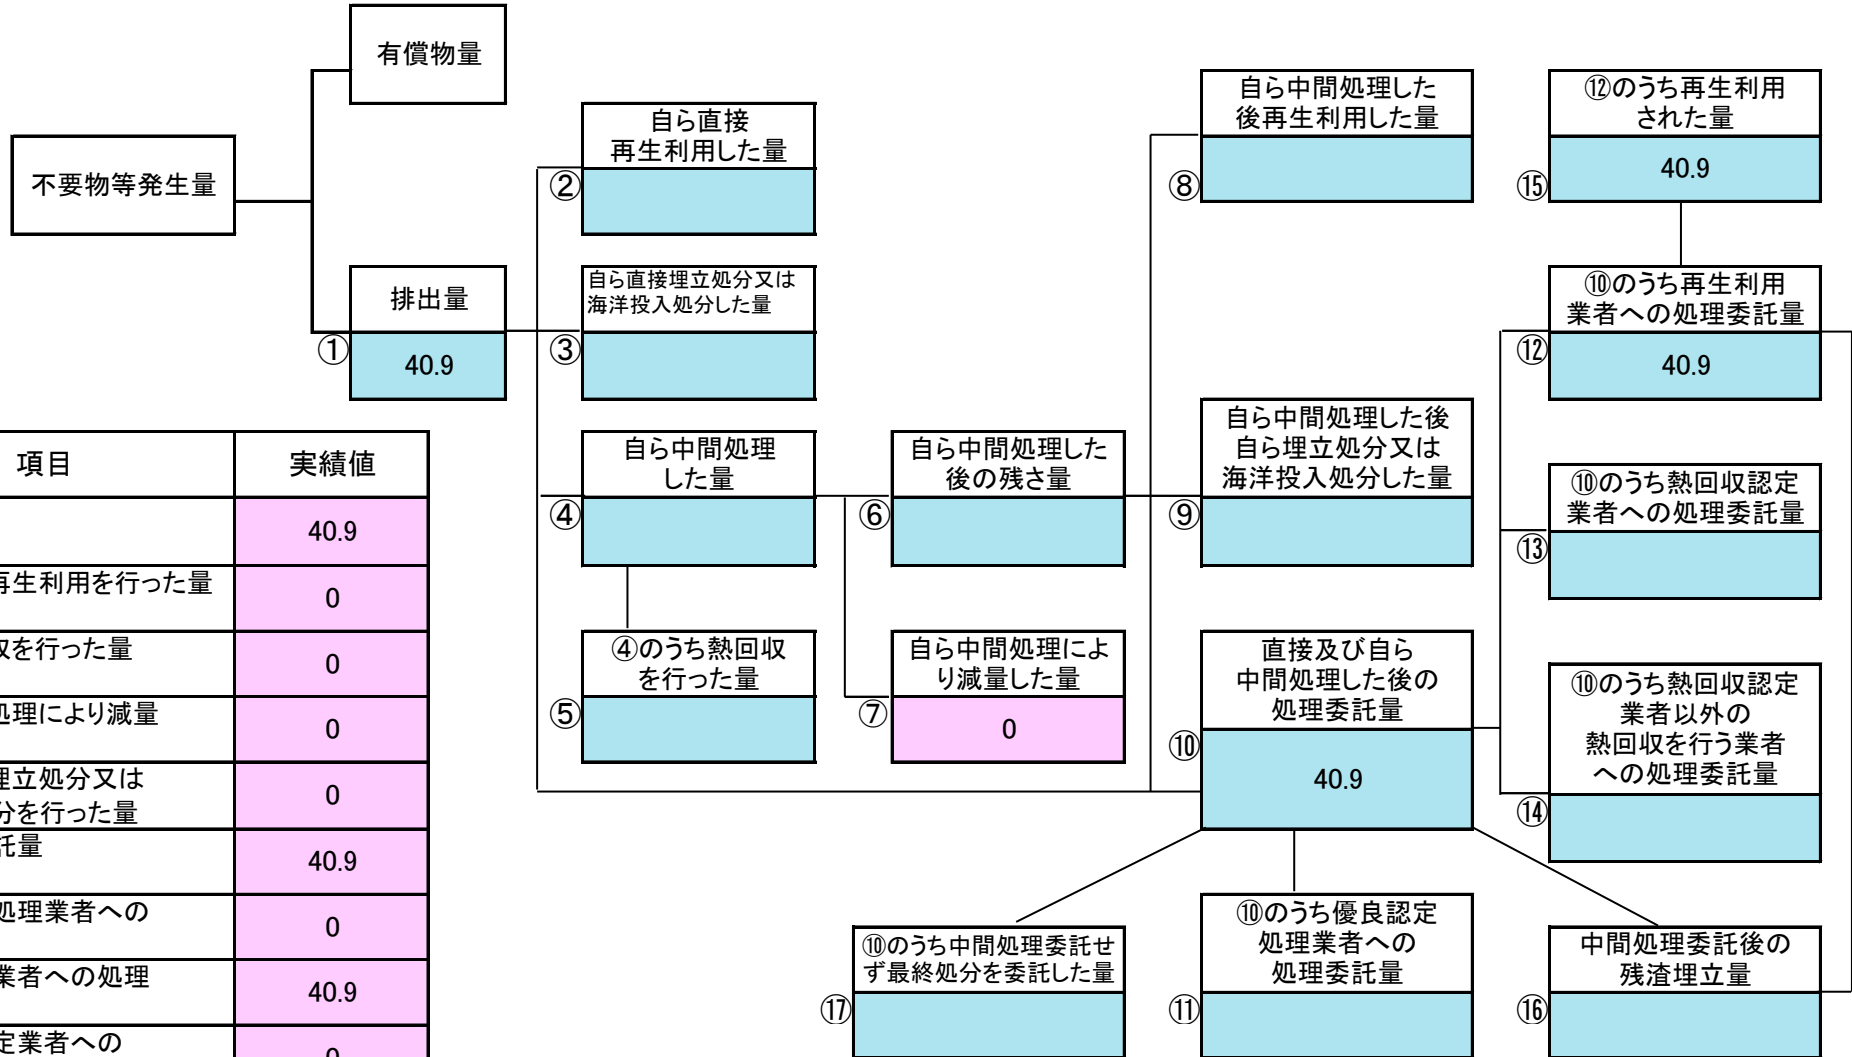 有償物量
不要物等発生量
排出量
①
40.9
自ら直接
再生利用した量
②
自ら直接埋立処分又は
海洋投入処分した量
③
自ら中間処理
した量
④
④のうち熱回収
を行った量
⑤
自ら中間処理した
後の残さ量
⑥
自ら中間処理によ
り減量した量
⑦
0
自ら中間処理した
後再生利用した量
⑧
自ら中間処理した後
自ら埋立処分又は
海洋投入処分した量
⑨
直接及び自ら
中間処理した後の
処理委託量
⑩
40.9
⑫のうち再生利用
された量
⑮
40.9
⑩のうち再生利用
業者への処理委託量
⑫
40.9
⑩のうち熱回収認定
業者への処理委託量
⑬
⑩のうち熱回収認定
業者以外の
熱回収を行う業者
への処理委託量
⑭
⑩のうち中間処理委託せ
ず最終処分を委託した量
⑰
⑩のうち優良認定
処理業者への
処理委託量
⑪
中間処理委託後の
残渣埋立量
⑯
項目 実績値
40.9
再生利用を行った量 0
を行った量 0
処理により減量 0
埋立処分又は
を行った量 0
託量 40.9
処理業者への 0
業者への処理 40.9
定業者への